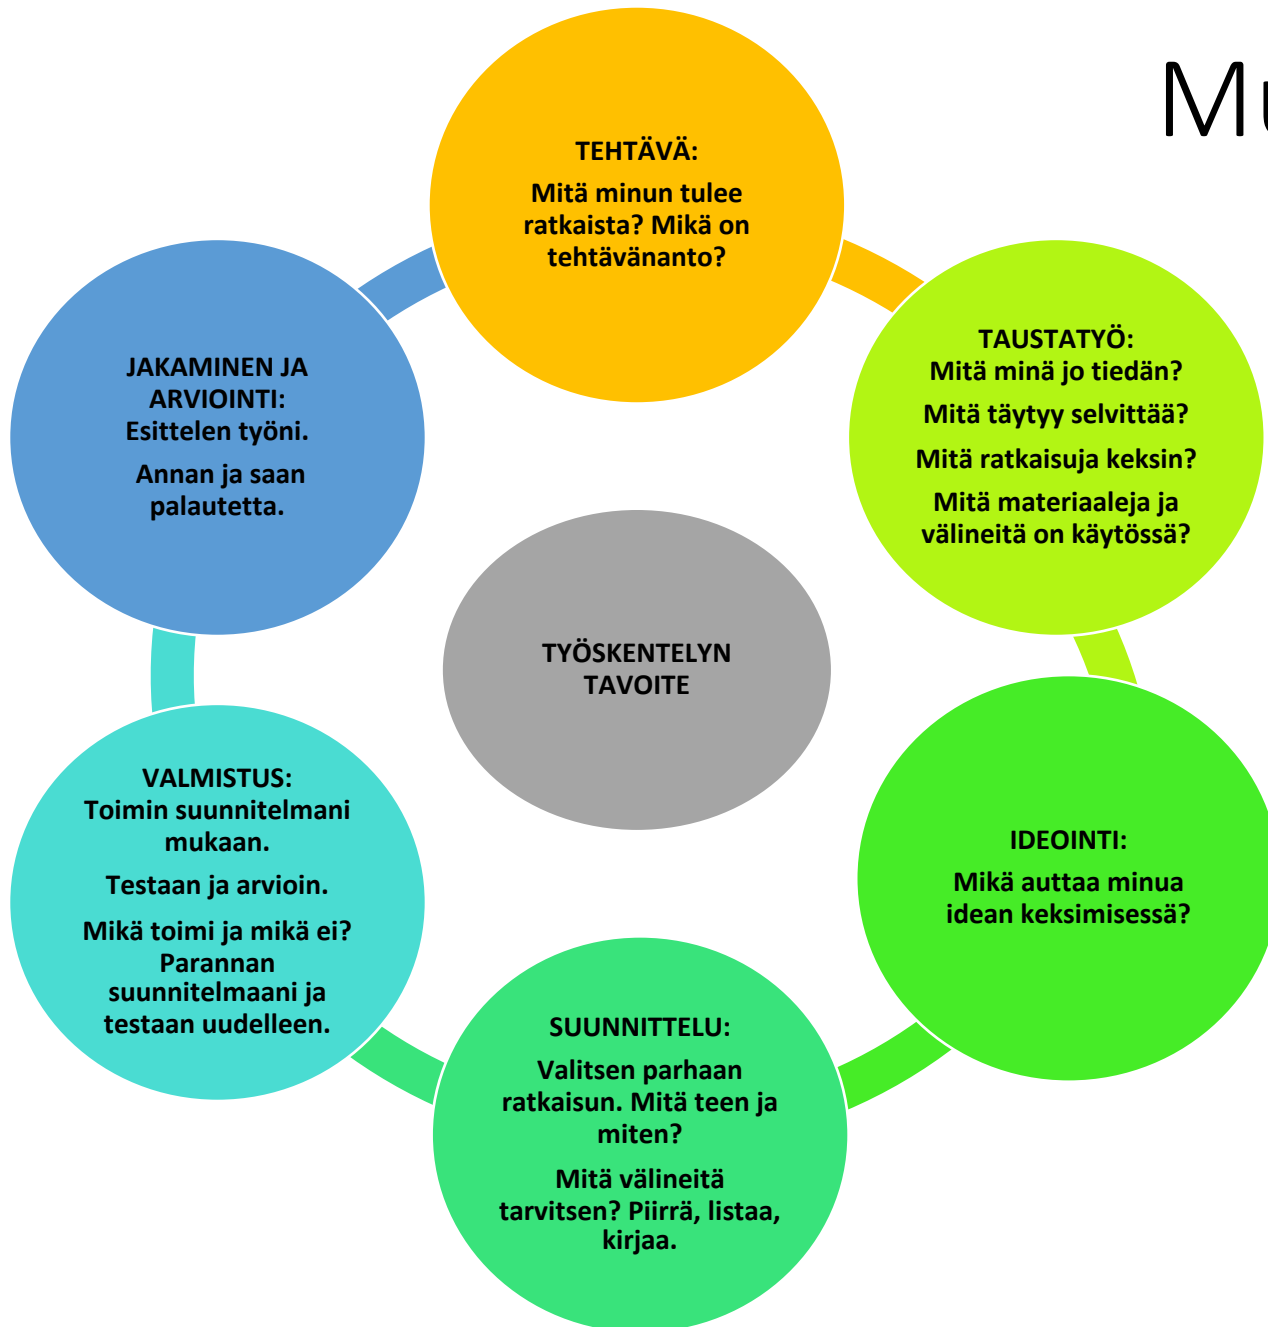 Mu
TEHTÄVÄ:
Mitä minun tulee
ratkaista? Mikä on
tehtävänanto?
TAUSTATYÖ:
Mitä minä jo tiedän?
Mitä täytyy selvittää?
Mitä ratkaisuja keksin?
Mitä materiaaleja ja
välineitä on käytössä?
IDEOINTI:
Mikä auttaa minua
idean keksimisessä?
SUUNNITTELU:
Valitsen parhaan
ratkaisun. Mitä teen ja
miten?
Mitä välineitä
tarvitsen? Piirrä, listaa,
kirjaa.
VALMISTUS:
Toimin suunnitelmani
mukaan.
Testaan ja arvioin.
Mikä toimi ja mikä ei?
Parannan
suunnitelmaani ja
testaan uudelleen.
JAKAMINEN JA
ARVIOINTI:
Esittelen työni.
Annan ja saan
palautetta.
TYÖSKENTELYN
TAVOITE